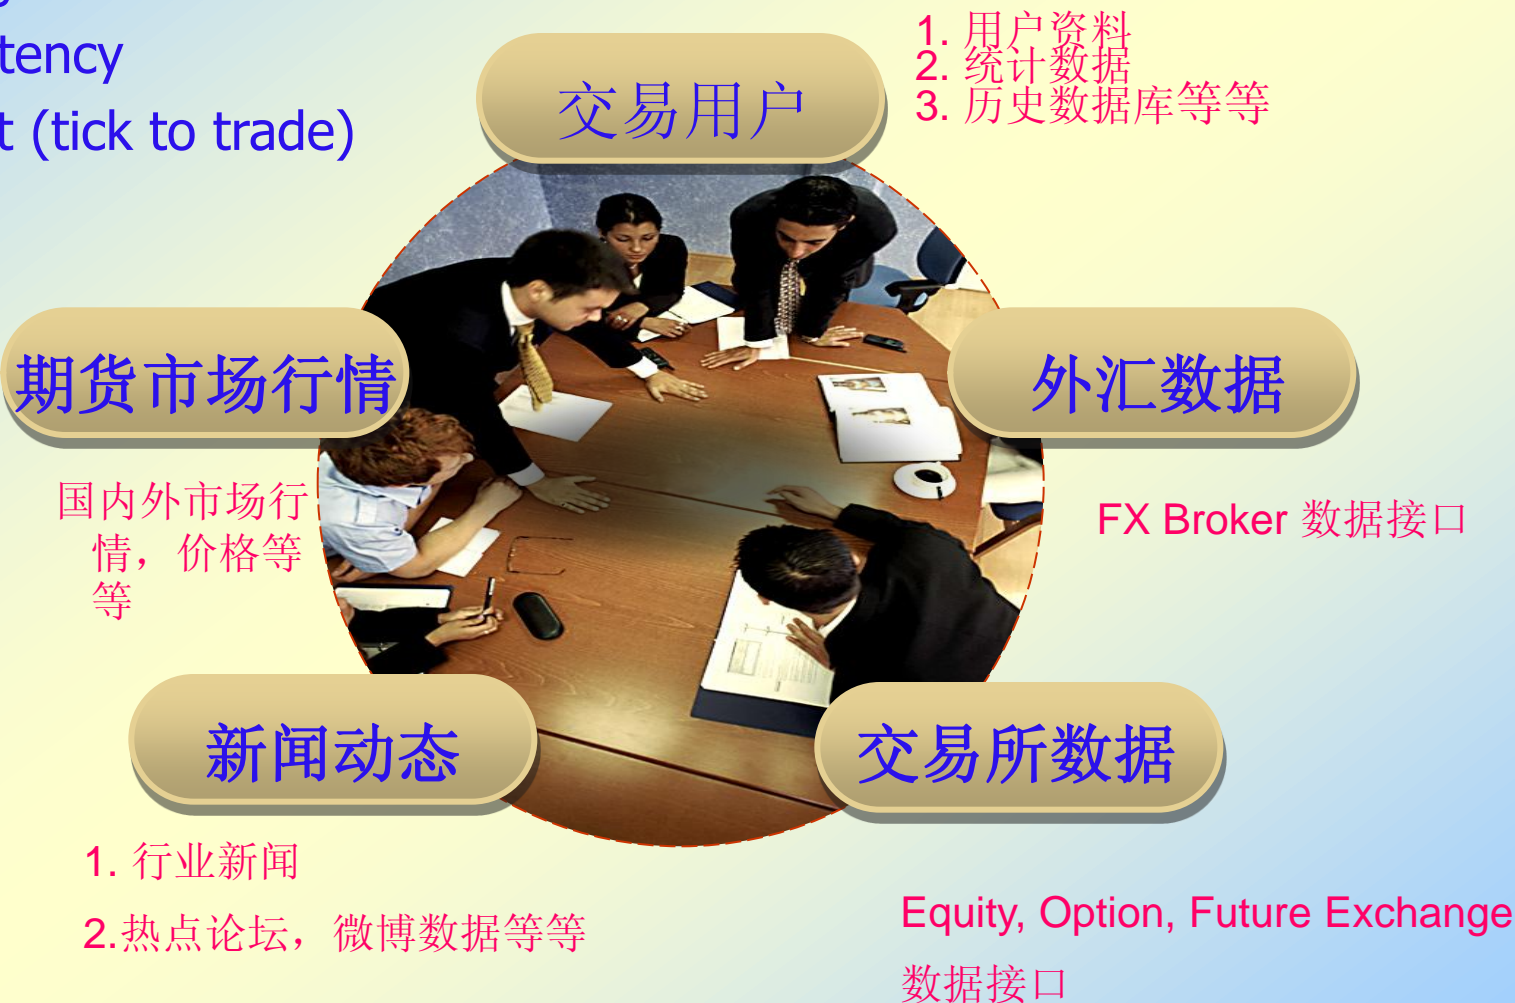 tency
t (tick to trade)
交易用户
1. 用户资料
2. 统计数据
3. 历史数据库等等
期货市场行情
外汇数据
国内外市场行
情，价格等
等
FX Broker 数据接口
新闻动态
交易所数据
1. 行业新闻
2.热点论坛，微博数据等等
Equity, Option, Future Exchange
数据接口